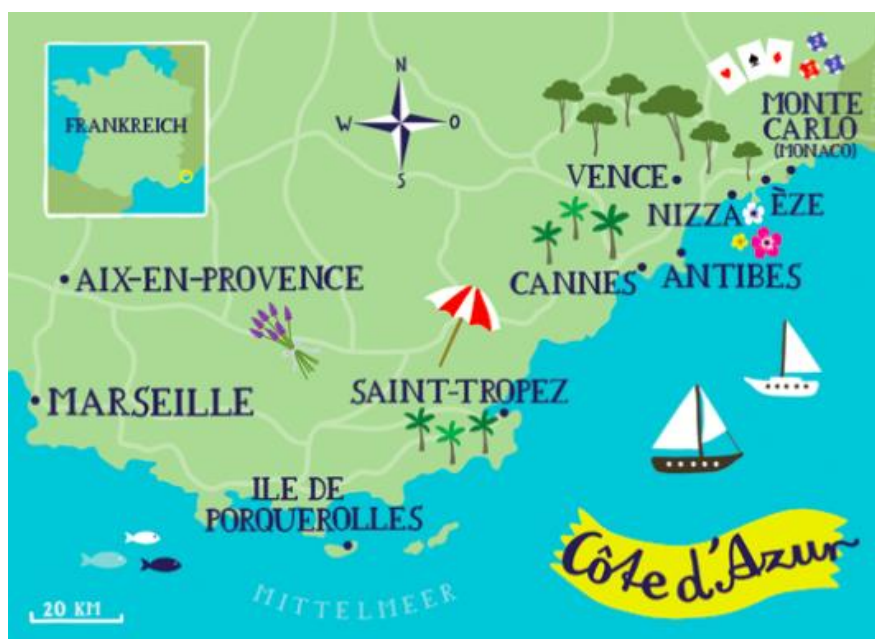 FRANKREICH
N
W O
S
MONTE
CARLO
(MONACO)
VENCE
NIZZA
ÈZE
AIX-EN-PROVENCE
CANNES
ANTIBES
MARSEILLE
SAINT-TROPEZ
ILE DE
PORQUEROLLES
Côte d'Azur
MITTELMEER
20 KM